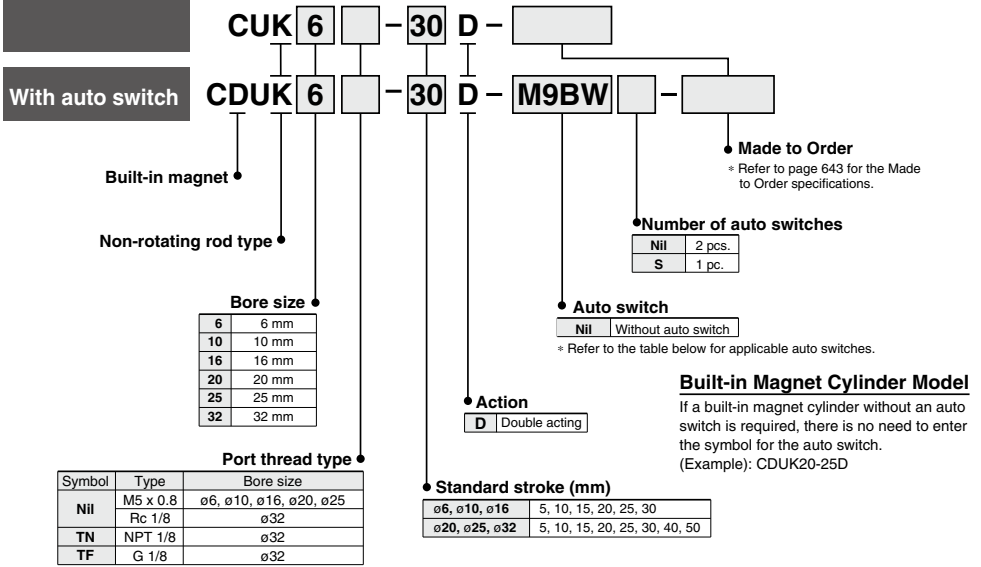 CUK 6 – 30 D –
With auto switch
CDUK 6 – 30 D – M9BW –
Built-in magnet
Non-rotating rod type
Bore size
6 6 mm
10 10 mm
16 16 mm
20 20 mm
25 25 mm
32 32 mm
Port thread type
Symbol Type Bore size
Nil M5 x 0.8 ø6, ø10, ø16, ø20, ø25
Rc 1/8 ø32
TN NPT 1/8 ø32
TF G 1/8 ø32
Standard stroke (mm)
ø6, ø10, ø16 5, 10, 15, 20, 25, 30
ø20, ø25, ø32 5, 10, 15, 20, 25, 30, 40, 50
Action
D Double acting
Auto switch
Nil Without auto switch
* Refer to the table below for applicable auto switches.
Number of auto switches
Nil 2 pcs.
S 1 pc.
Made to Order
* Refer to page 643 for the Made
to Order specifications.
Built-in Magnet Cylinder Model
If a built-in magnet cylinder without an auto
switch is required, there is no need to enter
the symbol for the auto switch.
(Example): CDUK20-25D